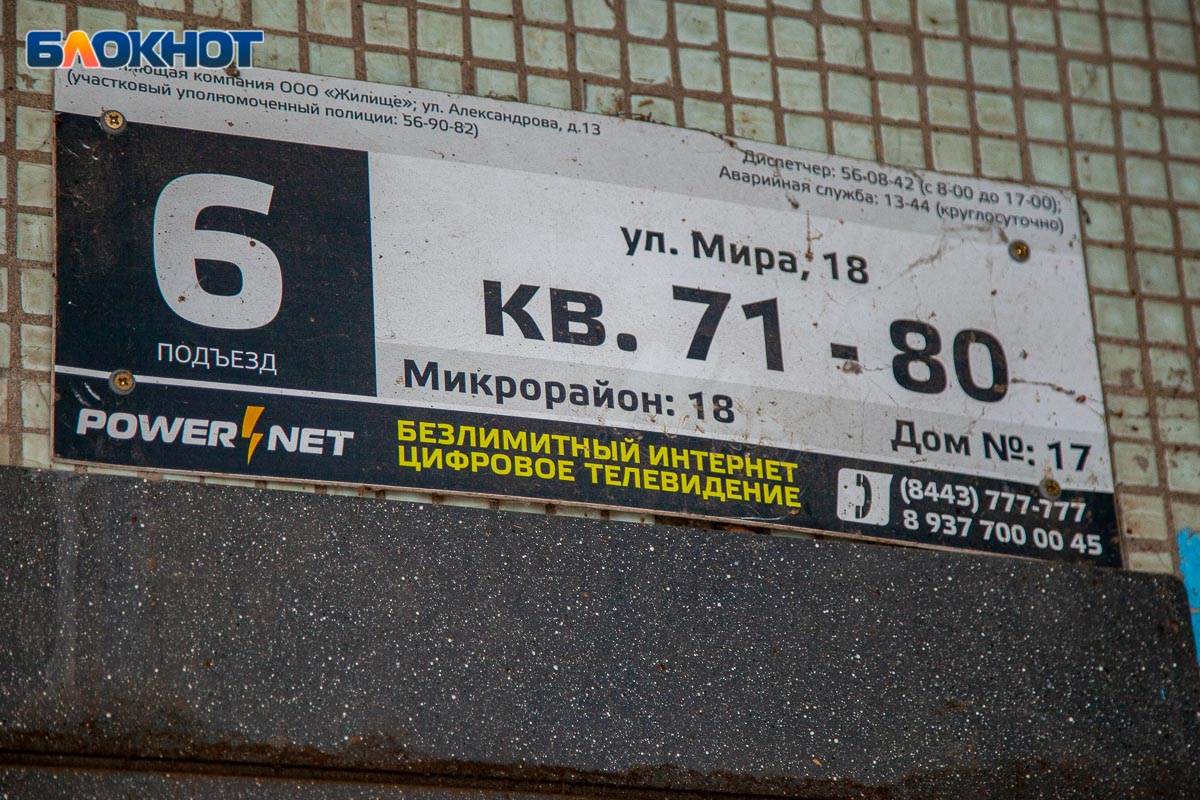 БЛОКНОТ
компания ООО «Жилище»; ул. Александрова, д.13
(участковый уполномоченный полиции: 56-90-82)
Диспетчер: 56-08-42 (с 8-00 до 17-00);
Аварийная служба: 13-44 (круглосуточно)
6
ПОДЪЕЗД
ул. Мира, 18
кв. 71 - 80
Микрорайон: 18
Дом №: 17
POWER NET
БЕЗЛИМИТНЫЙ ИНТЕРНЕТ
ЦИФРОВОЕ ТЕЛЕВИДЕНИЕ
(8443) 777-777
8 937 700 00 45